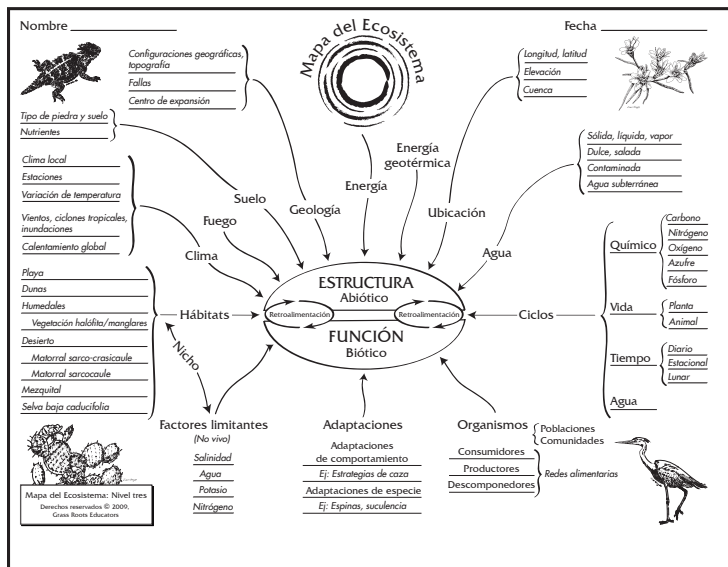 Nombre
Fecha
Mapa del Ecosistema
Configuraciones geográficas,
topografía
Fallas
Centro de expansión
Longitud, latitud
Elevación
Cuenca
Tipo de piedra y suelo
Nutrientes
Sólida, líquida, vapor
Dulce, salada
Contaminada
Agua subterránea
Clima local
Estaciones
Variación de temperatura
Vientos, ciclones tropicales,
inundaciones
Calentamiento global
Suelo
Fuego
Clima
Geología
Energía
Energía
geotérmica
Ubicación
Agua
ESTRUCTURA
Abiótico
Retroalimentación
Retroalimentación
FUNCIÓN
Biótico
Playa
Dunas
Humedales
Vegetación halófita/manglares
Desierto
Matorral sarco-crasicaule
Matorral sarcocaule
Mezquital
Selva baja caducifolia
Hábitats
Nicho
Ciclos
Químico
Carbono
Nitrógeno
Oxígeno
Azufre
Fósforo
Vida
Planta
Animal
Tiempo
Diario
Estacional
Lunar
Agua
Factores limitantes
(No vivo)
Salinidad
Agua
Potasio
Nitrógeno
Adaptaciones
Adaptaciones
de comportamiento
Ej: Estrategias de caza
Adaptaciones de especie
Ej: Espinas, suculencia
Organismos
Poblaciones
Comunidades
Consumidores
Productores
Descomponedores
Redes alimentarias
Mapa del Ecosistema: Nivel tres
Derechos reservados © 2009,
Grass Roots Educators